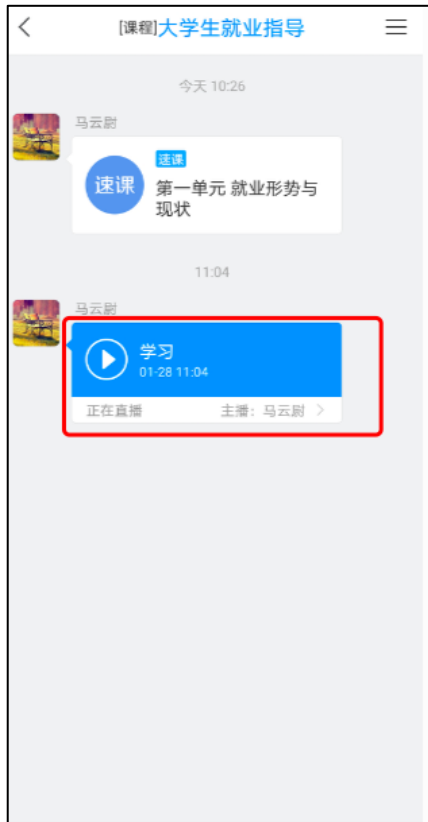 [课程]大学生就业指导
今天 10:26
马云尉
速课
速课
第一单元 就业形势与
现状
11:04
马云尉
学习
01-28 11:04
正在直播 主播：马云尉